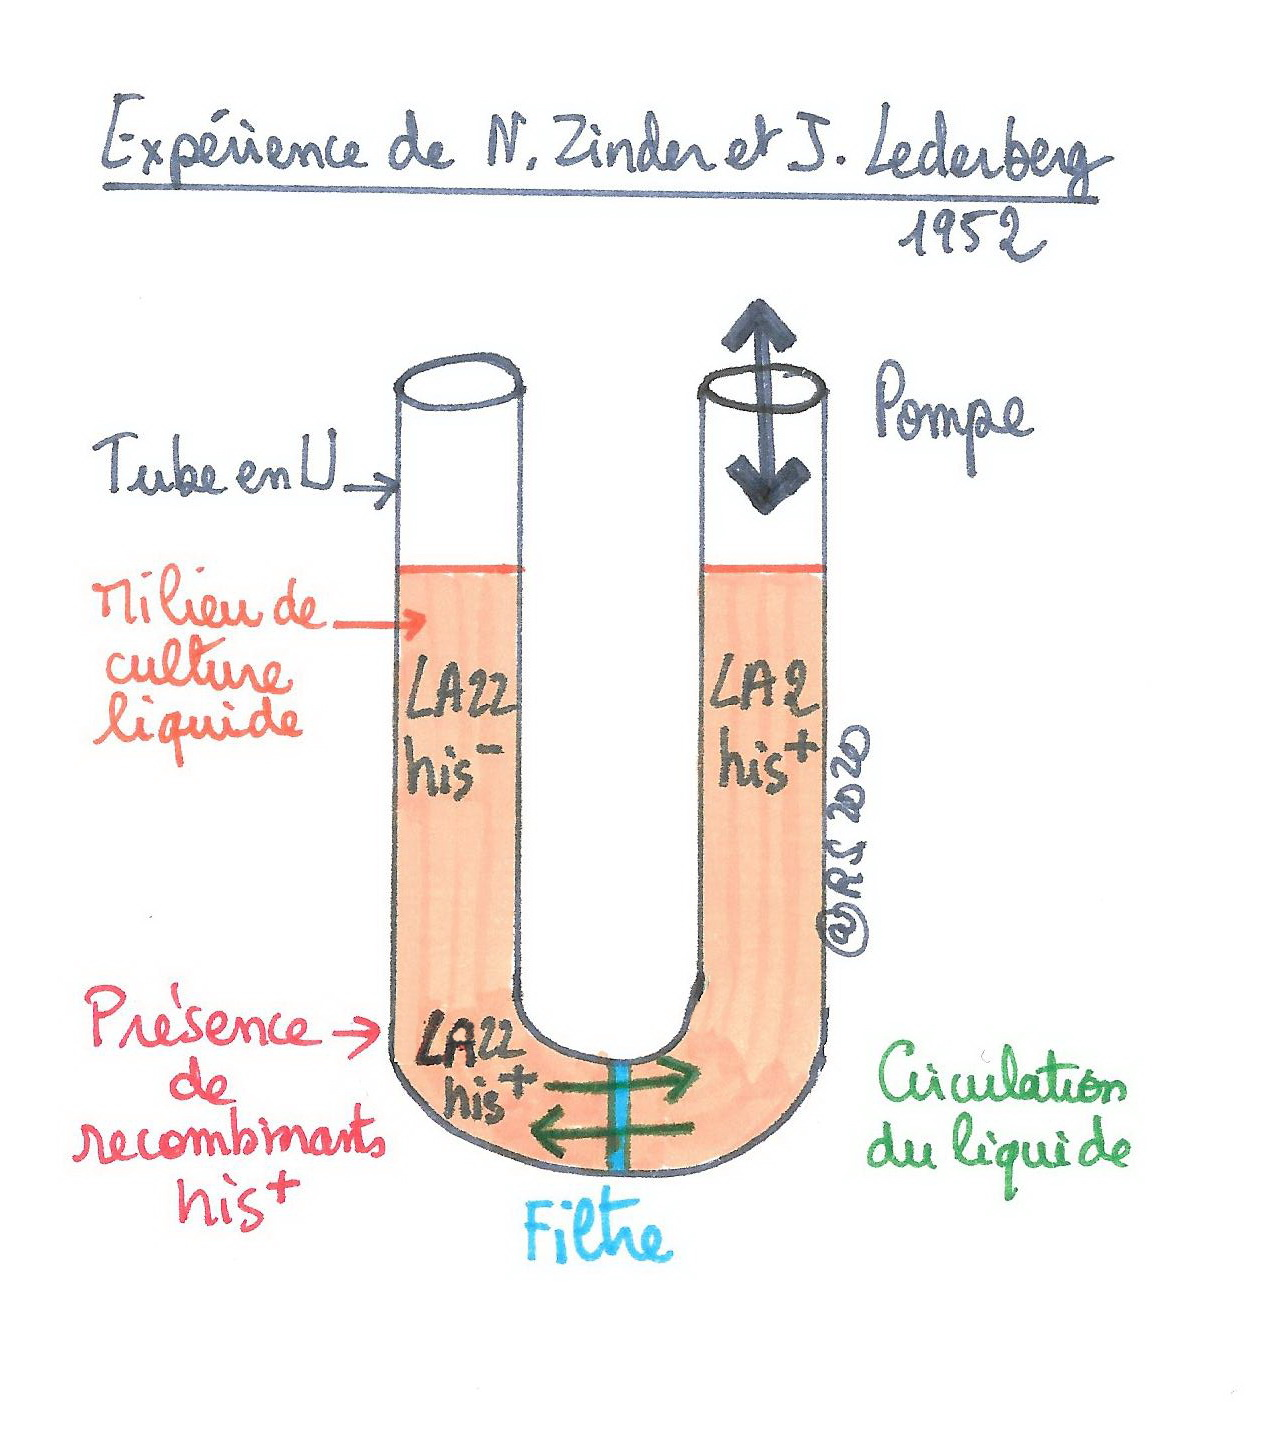 Expérience de N. Zinder et J. Lederberg
1952
Pompe
Tube en U
Milieu de
culture
liquide
LA22
his-
LA2
his+
@RS 2020
Présence
de
recombinants
his+
LA22
his+
Circulation
du liquide
Filtre